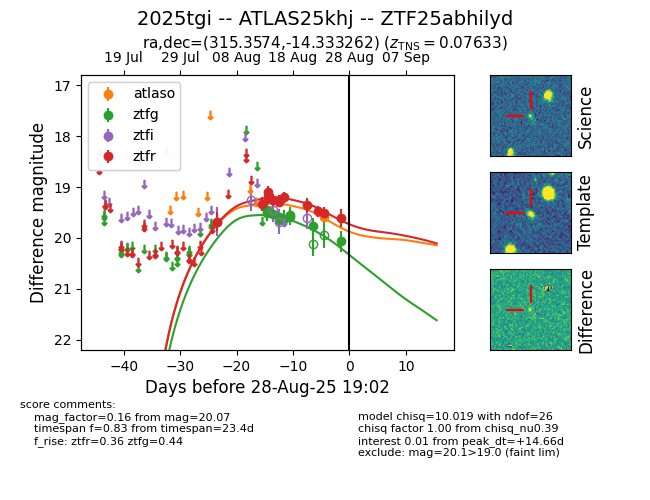 2025tgi -- ATLAS25khj -- ZTF25abhilyd
ra,dec=(315.3574,-14.333262) (z_TNS = 0.07633)
19 Jul 29 Jul 08 Aug 18 Aug 28 Aug 07 Sep
17
18
19
20
21
22
Difference magnitude
atlaso
ztfg
ztfi
ztfr
−40 −30 −20 −10 0 10
Days before 28-Aug-25 19:02
Science
Template
Difference
score comments:
mag_factor=0.16 from mag=20.07
timespan f=0.83 from timespan=23.4d
f_rise: ztfr=0.36 ztfg=0.44
model chisq=10.019 with ndof=26
chisq factor 1.00 from chisq_nu0.39
interest 0.01 from peak_dt=+14.66d
exclude: mag=20.1>19.0 (faint lim)